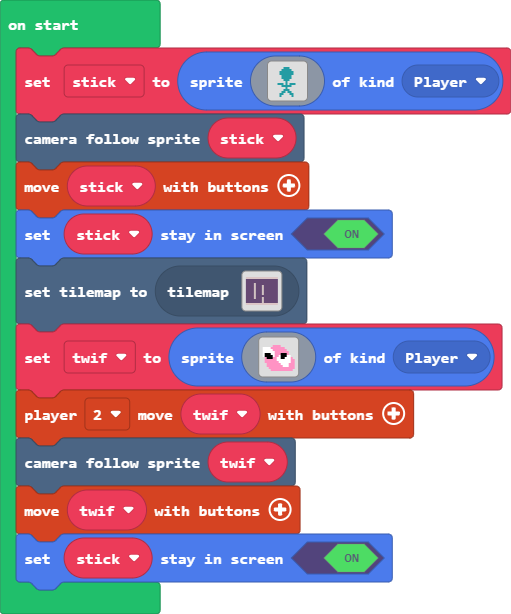 on start
set stick to sprite of kind Player
camera follow sprite stick
move stick with buttons
set stick stay in screen ON
set tilemap to tilemap
set twif to sprite of kind Player
player 2 move twif with buttons
camera follow sprite twif
move twif with buttons
set stick stay in screen ON